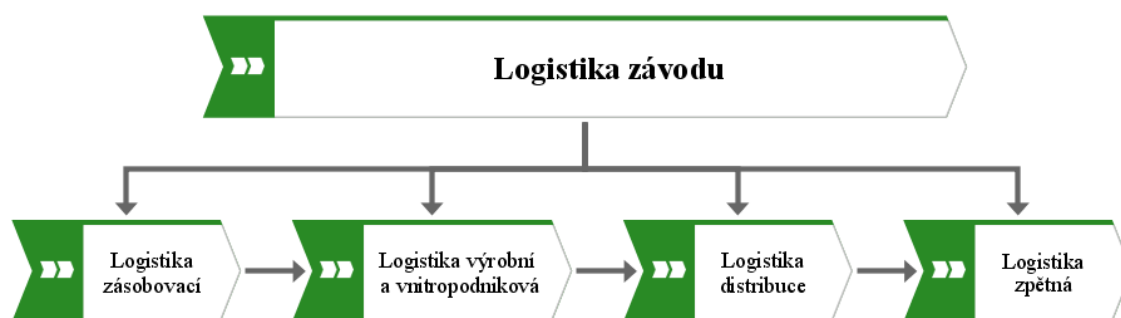 Logistika závodu
Logistika
zásobovací
Logistika výrobní
a vnitropodniková
Logistika
distribuce
Logistika
zpětná